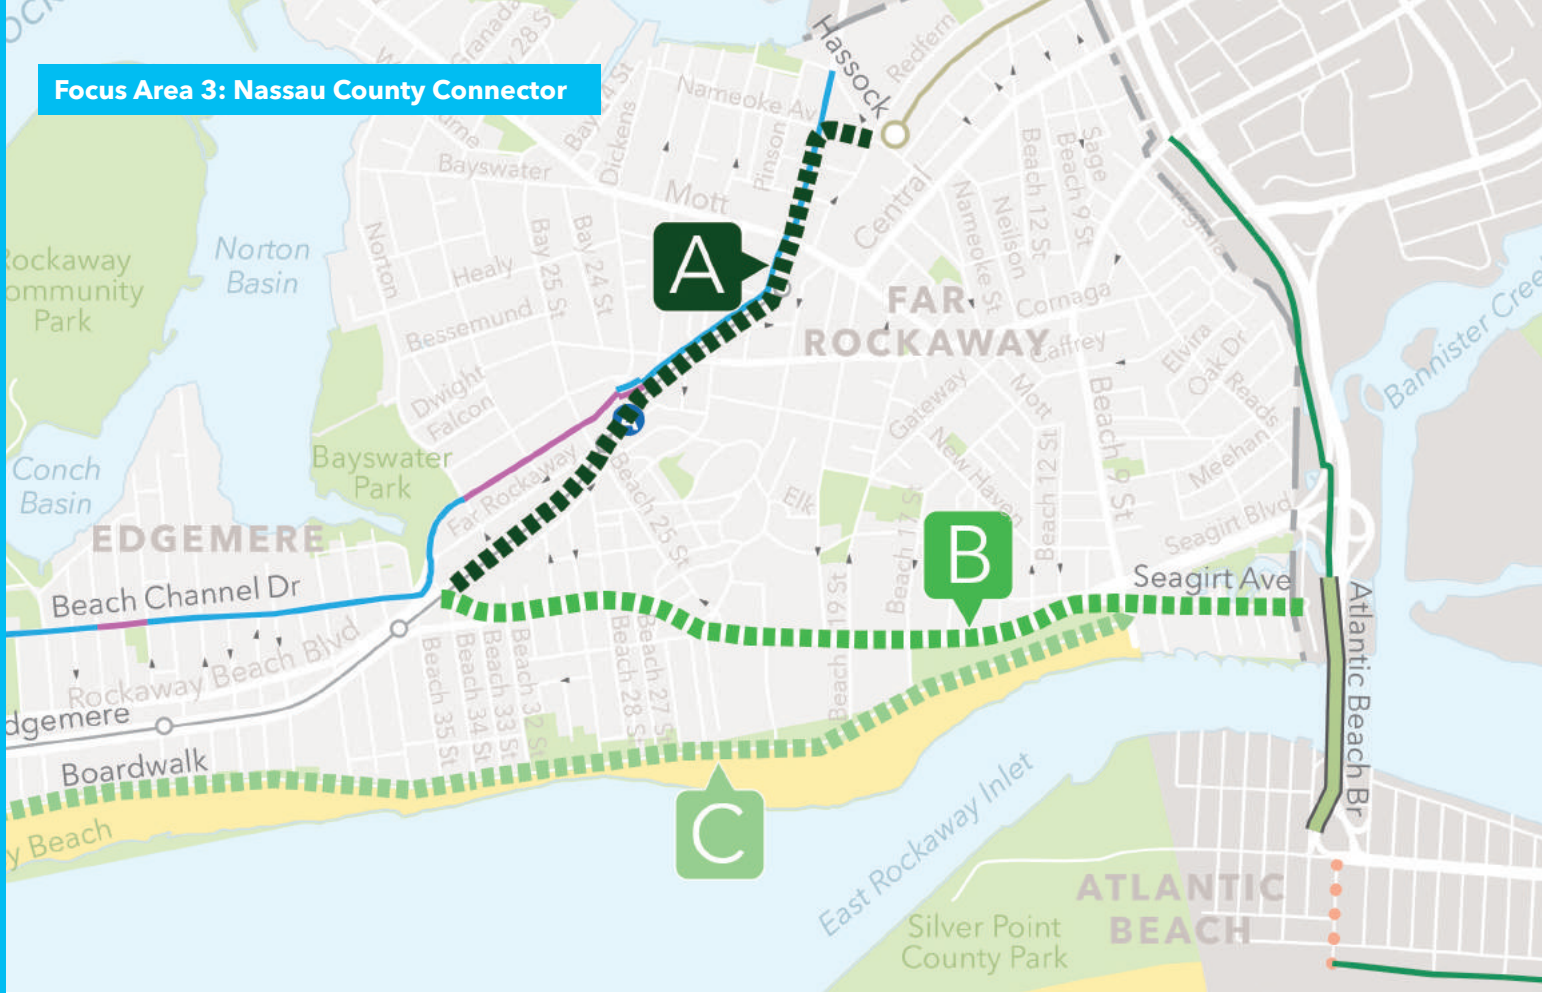 Focus Area 3: Nassau County Connector
Granada
Hassock
Redfern
Nameoke Av
Dickens
Pinson
Bayswater
Mott
Central
Sage
Beach 9 St
Beach 12 St
Neilson
Nameoke St
Virginia
Norton
Basin
Norton
Healy
Bay 25 St
Bay 24 St
Bessemund
A
FAR
ROCKAWAY
Cornaga
Caffrey
Elvira
Oak Dr
Reads
Meehan
Bannister Cree
Rockaway
ommunity
Park
Dwight
Falcon
Gateway
Mott
New Haven
Beach 12 St
Beach 9 St
Seagirt Blvd
Bayswater
Park
Conch
Basin
EDGEMERE
Far Rockaway
Beach 25 St
Elk
Beach 17 St
Beach 19 St
B
Seagirt Ave
Beach Channel Dr
Rockaway Beach Blvd
dgemere
Boardwalk
Beach 35 St
Beach 34 St
Beach 33 St
Beach 32 St
Beach 28 St
Beach 27 St
C
y Beach
East Rockaway Inlet
Atlantic Beach Br
ATLANTIC
BEACH
Silver Point
County Park